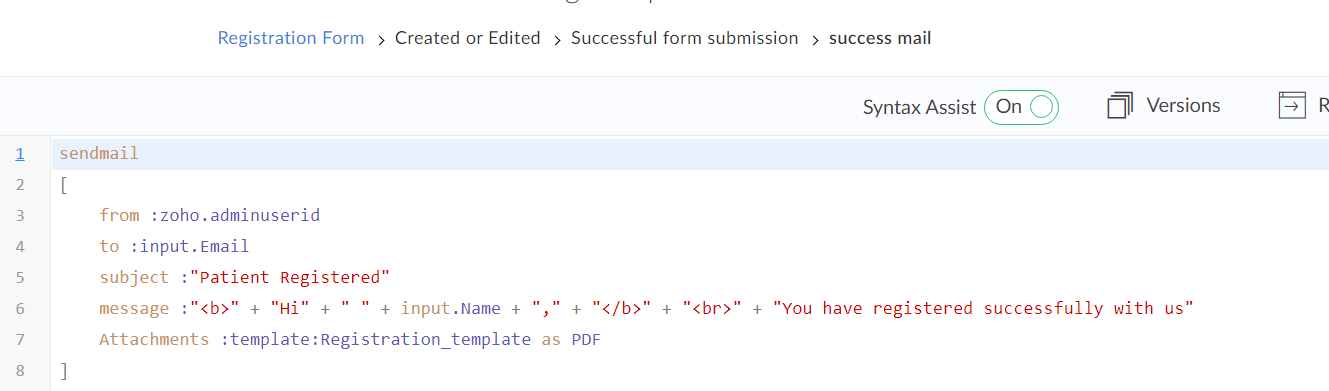 Registration Form > Created or Edited > Successful form submission > success mail
Syntax Assist On Versions R
1 sendmail
2 [
3 from :zoho.adminuserid
4 to :input.Email
5 subject :"Patient Registered"
6 message :"<b>" + "Hi" + " " + input.Name + "," + "</b>" + "<br>" + "You have registered successfully with us"
7 Attachments :template:Registration_template as PDF
8 ]